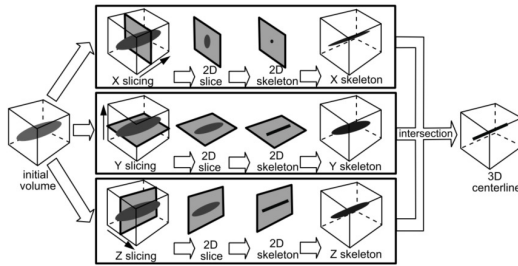 X slicing
2D
slice
2D
skeleton
X skeleton
initial
volume
Y slicing
2D
slice
2D
skeleton
Y skeleton
intersection
3D
centerline
Z slicing
2D
slice
2D
skeleton
Z skeleton